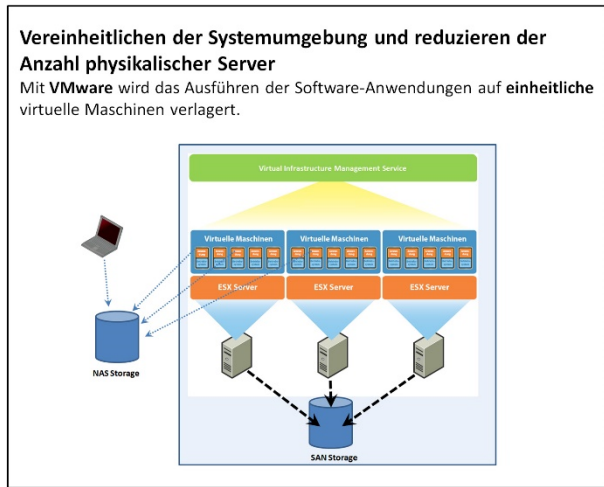 Vereinheitlichen der Systemumgebung und reduzieren der
Anzahl physikalischer Server
Mit VMware wird das Ausführen der Software-Anwendungen auf einheitliche
virtuelle Maschinen verlagert.
Virtual Infrastructure Management Service
Virtuelle Maschinen
Virtuelle Maschinen
Virtuelle Maschinen
ESX Server
ESX Server
ESX Server
NAS Storage
SAN Storage